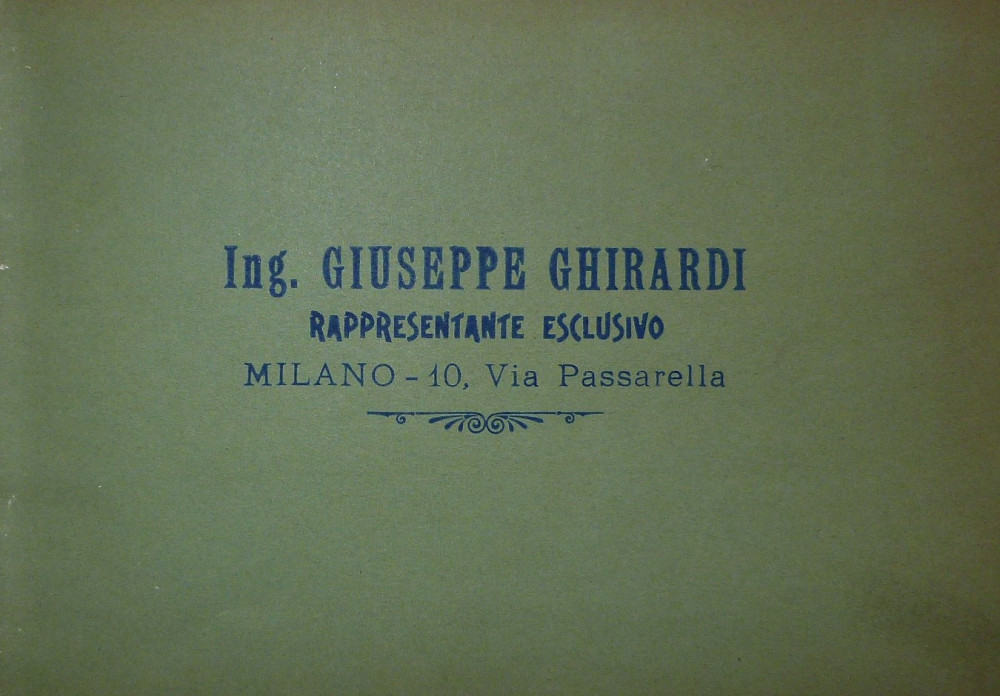 Ing. GIUSEPPE GHIRARDI
RAPPRESENTANTE ESCLUSIVO
MILANO - 10, Via Passarella